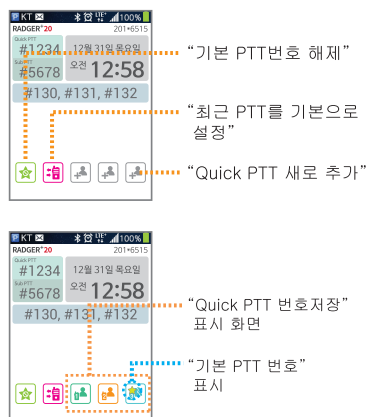 KT LTE 100%
RADGER*20 201*6515
Quick PTT
#1234 12월 31일 목요일
Sub PTT
#5678 오전 12:58
#130, #131, #132
“기본 PTT번호 해제”
“최근 PTT를 기본으로
설정”
“Quick PTT 새로 추가”
KT LTE 100%
RADGER*20 201*6515
Quick PTT
#1234 12월 31일 목요일
Sub PTT
#5678 오전 12:58
#130, #131, #132
“Quick PTT 번호저장”
표시 화면
“기본 PTT 번호”
표시